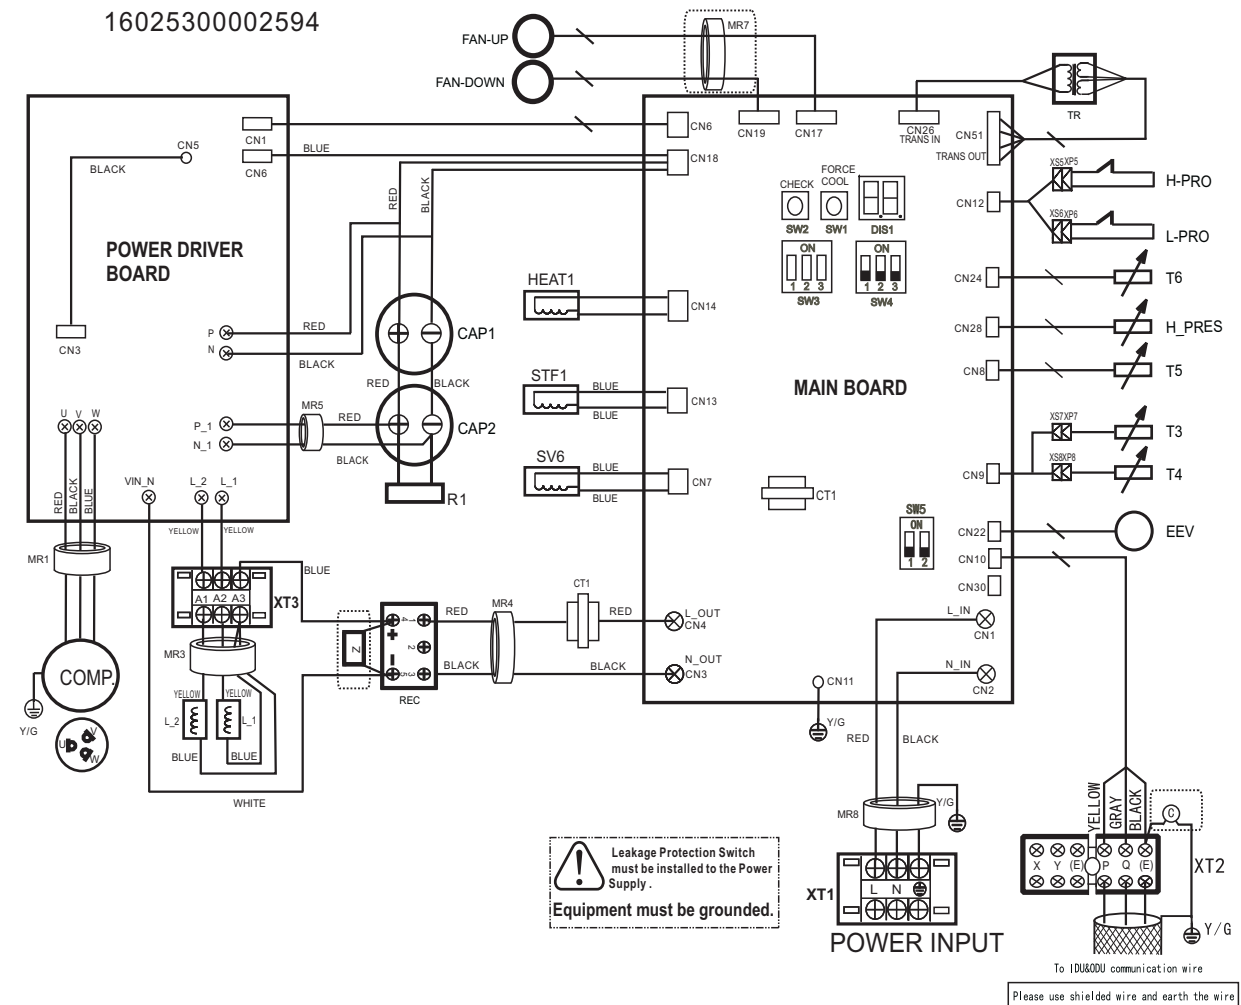 16025300002594
FAN-UP
FAN-DOWN
MR7
CN19
CN17
CN26
TRANS IN
TR
CN51
TRANS OUT
CN5
BLACK
CN1
CN6
BLUE
RED
BLACK
CN6
CN18
CHECK
FORCE
COOL
SW2
SW1
DIS1
ON
1 2 3
SW3
ON
1 2 3
SW4
CN12
XS5XP5
H-PRO
XS6XP6
L-PRO
POWER DRIVER
BOARD
CN3
P
RED
N
BLACK
CAP1
RED
BLACK
HEAT1
CN14
CN24
T6
CN28
H_PRES
CN8
T5
STF1
BLUE
BLUE
CN13
MAIN BOARD
U V W
P_1
N_1
MR5
RED
BLACK
CAP2
R1
XS7XP7
T3
CN9
XS8XP8
T4
SV6
BLUE
BLUE
CN7
CT1
SW5
ON
1 2
CN22
EEV
CN10
CN30
VIN_N
L_2
L_1
YELLOW
YELLOW
RED
BLACK
BLUE
MR1
BLUE
A1 A2 A3
XT3
MR3
Z
4
1
+
2
–
5
3
REC
RED
BLACK
MR4
CT1
RED
BLACK
L_OUT
CN4
N_OUT
CN3
L_IN
CN1
N_IN
CN2
CN11
Y/G
RED
BLACK
COMP.
Y/G
U
V
W
YELLOW
YELLOW
L_2
L_1
BLUE
BLUE
WHITE
MR8
Y/G
XT1
L N
POWER INPUT
Leakage Protection Switch
must be installed to the Power
Supply .
Equipment must be grounded.
YELLOW
GRAY
BLACK
C
X Y (E) P Q (E)
XT2
Y/G
To IDU&ODU communication wire
Please use shielded wire and earth the wire